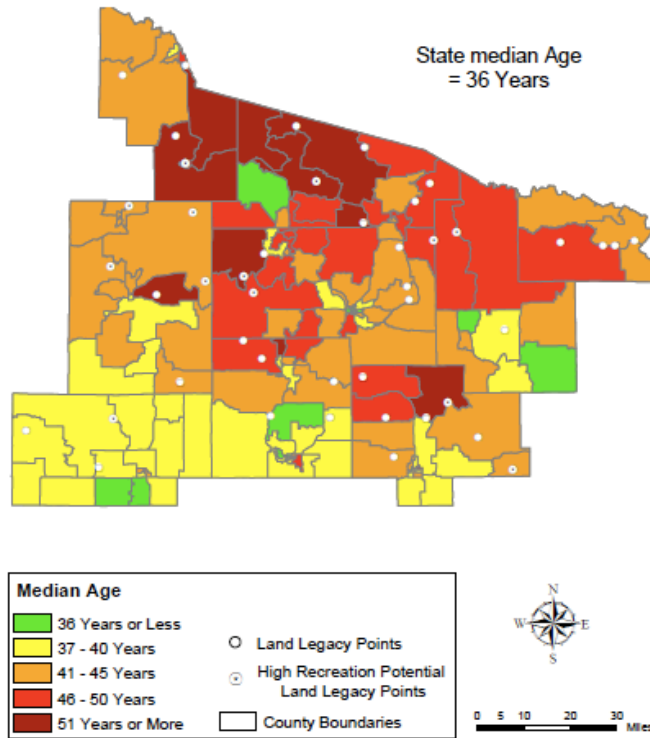 State median Age
= 36 Years
Median Age
36 Years or Less
37 - 40 Years
41 - 45 Years
46 - 50 Years
51 Years or More
Land Legacy Points
High Recreation Potential
Land Legacy Points
County Boundaries
N
W E
S
0 5 10 20 30
Miles